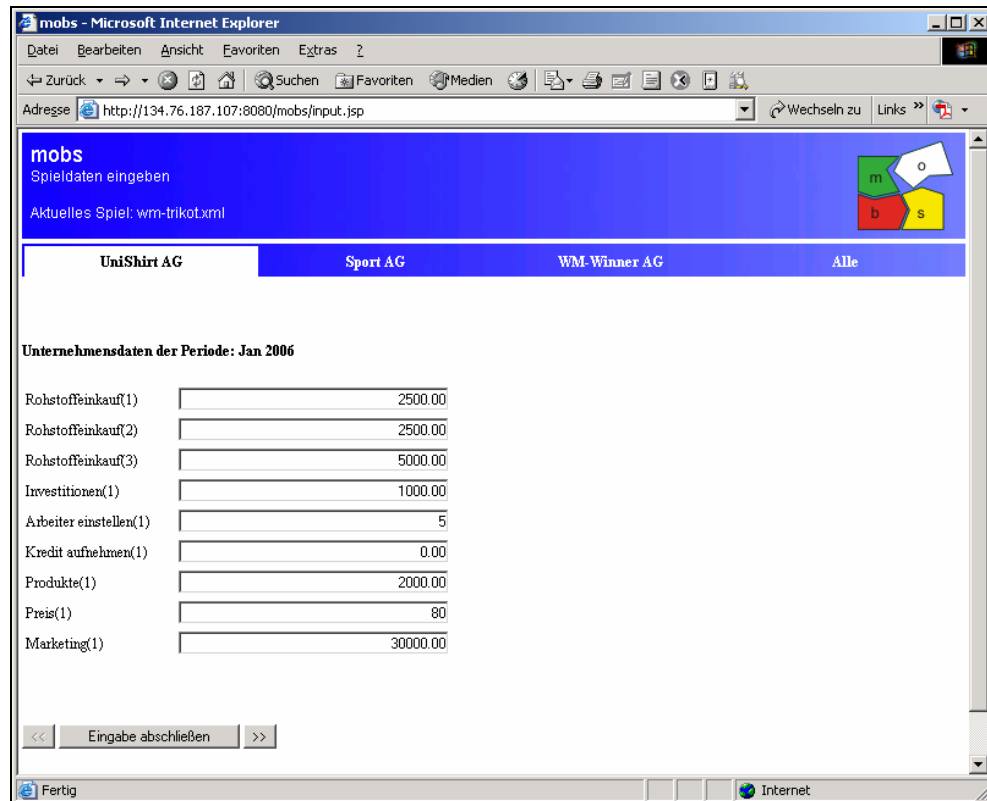 mobs - Microsoft Internet Explorer
Datei Bearbeiten Ansicht Favoriten Extras ?
Zurück Suchen Favoriten Medien
Adresse http://134.76.187.107:8080/mobs/input.jsp Wechseln zu Links »
mobs
Spieldaten eingeben
Aktuelles Spiel: wm-trikot.xml
m o b s
UniShirt AG Sport AG WM-Winner AG Alle
Unternehmensdaten der Periode: Jan 2006
Rohstoffeinkauf(1) 2500.00
Rohstoffeinkauf(2) 2500.00
Rohstoffeinkauf(3) 5000.00
Investitionen(1) 1000.00
Arbeiter einstellen(1) 5
Kredit aufnehmen(1) 0.00
Produkte(1) 2000.00
Preis(1) 80
Marketing(1) 30000.00
<< Eingabe abschließen >>
Fertig Internet